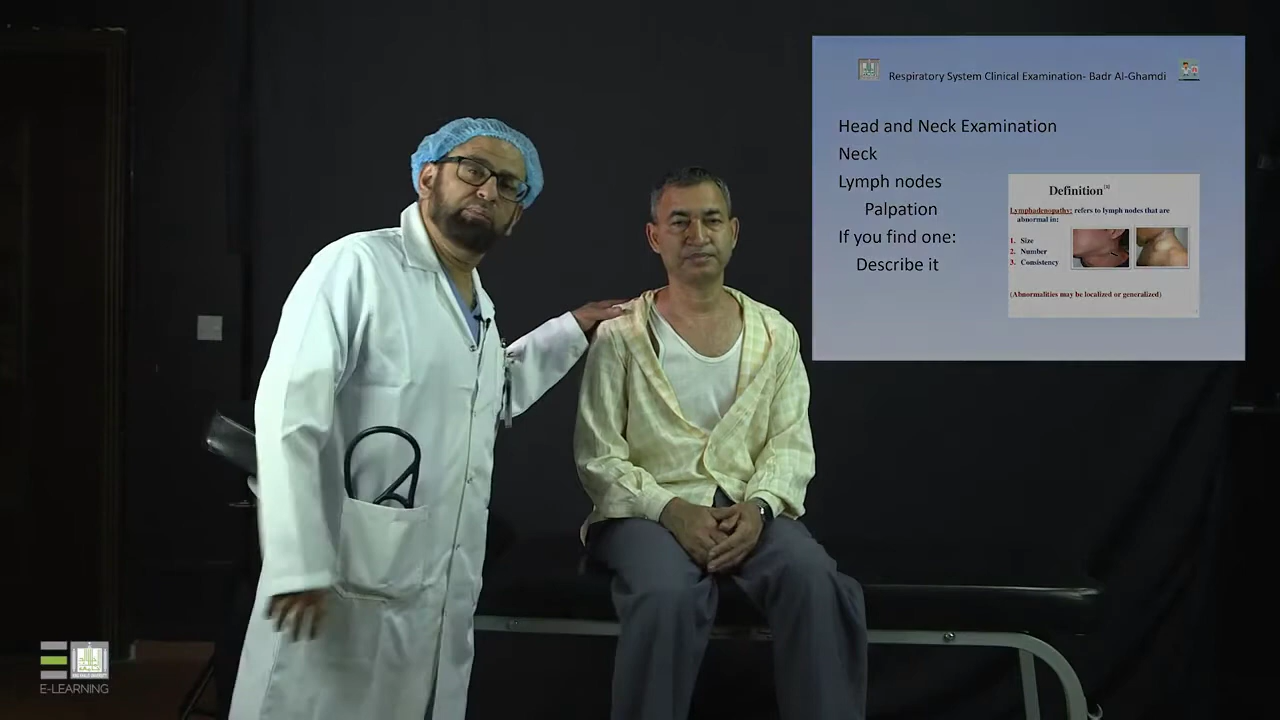 Respiratory System Clinical Examination- Badr Al-Ghamdi
Head and Neck Examination
Neck
Lymph nodes
Palpation
If you find one:
Describe it
Definition
Lymphadenopathy: refers to lymph nodes that are
abnormal in:
1. Size
2. Number
3. Consistency
(Abnormalities may be localized or generalized)
E-LEARNING